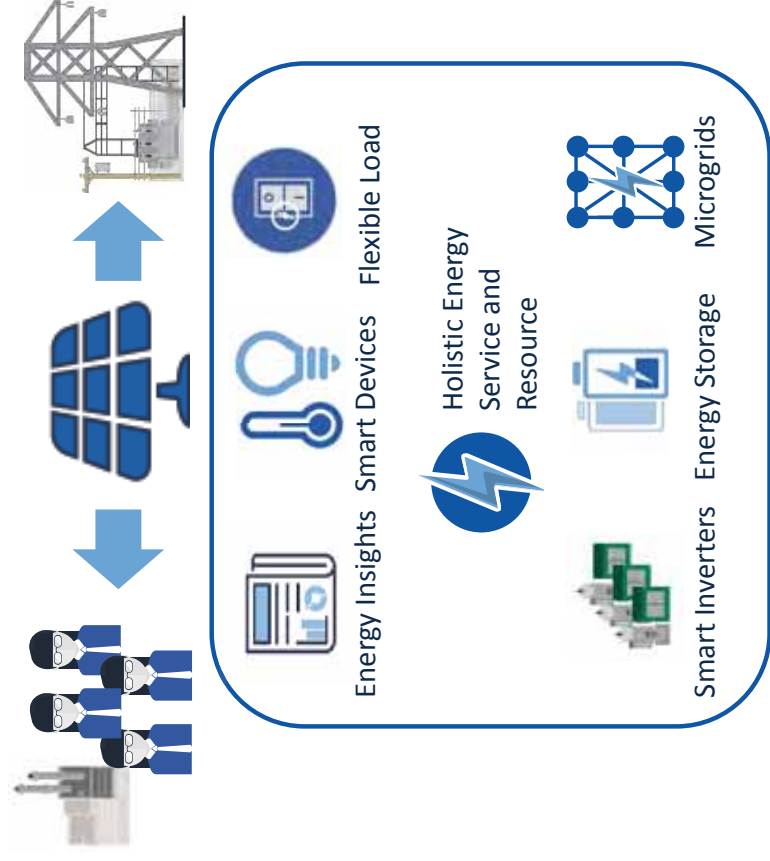 Energy Insights
Smart Devices
Flexible Load
Holistic Energy
Service and
Resource
Smart Inverters
Energy Storage
Microgrids